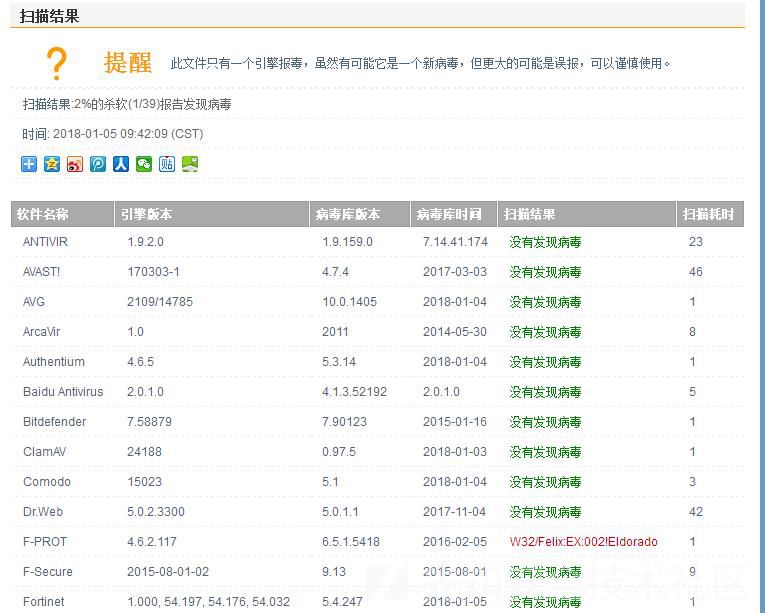 扫描结果
? 提醒 此文件只有一个引擎报毒，虽然有可能它是一个新病毒，但更大的可能是误报，可以谨慎使用。
扫描结果:2%的杀软(1/39)报告发现病毒
时间: 2018-01-05 09:42:09 (CST)
贴
软件名称 引擎版本 病毒库版本 病毒库时间 扫描结果 扫描耗时
ANTIVIR 1.9.2.0 1.9.159.0 7.14.41.174 没有发现病毒 23
AVAST! 170303-1 4.7.4 2017-03-03 没有发现病毒 46
AVG 2109/14785 10.0.1405 2018-01-04 没有发现病毒 1
ArcaVir 1.0 2011 2014-05-30 没有发现病毒 8
Authentium 4.6.5 5.3.14 2018-01-04 没有发现病毒 1
Baidu Antivirus 2.0.1.0 4.1.3.52192 2.0.1.0 没有发现病毒 5
Bitdefender 7.58879 7.90123 2015-01-16 没有发现病毒 1
ClamAV 24188 0.97.5 2018-01-03 没有发现病毒 1
Comodo 15023 5.1 2018-01-04 没有发现病毒 3
Dr.Web 5.0.2.3300 5.0.1.1 2017-11-04 没有发现病毒 42
F-PROT 4.6.2.117 6.5.1.5418 2016-02-05 W32/Felix:EX:002!Eldorado 1
F-Secure 2015-08-01-02 9.13 2015-08-01 没有发现病毒 9
Fortinet 1.000, 54.197, 54.176, 54.032 5.4.247 2018-01-05 没有发现病毒 1
技术社区